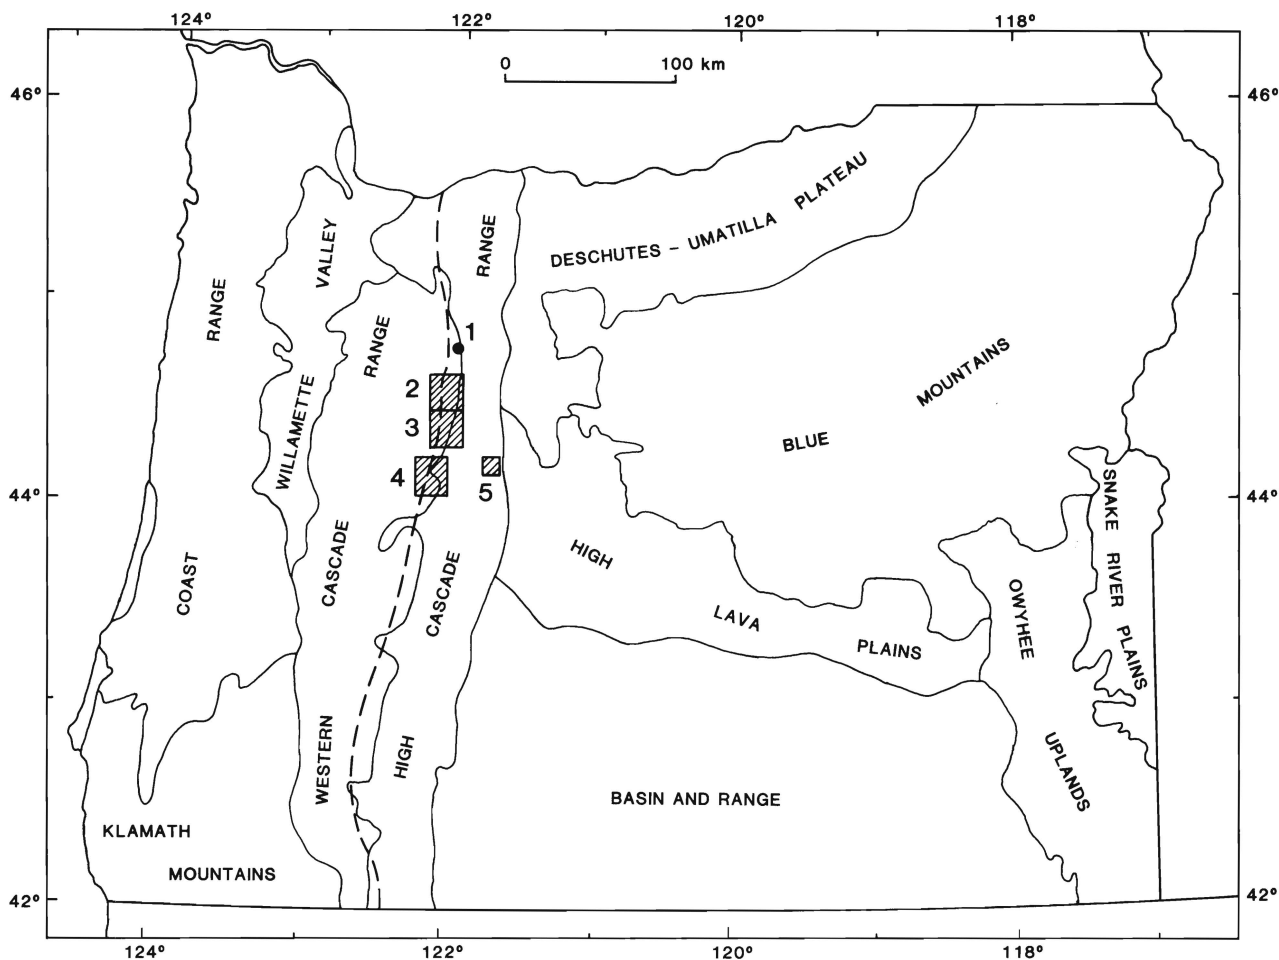 124° 122° 120° 118°
0 100 km
46° 46°
DESCHUTES - UMATILLA PLATEAU
VALLEY
RANGE
RANGE
RANGE
1
MOUNTAINS
2
3
BLUE
WILLAMETTE
4
5
44° 44°
SNAKE RIVER PLAINS
HIGH
COAST
CASCADE
CASCADE
OWYHEE
LAVA
PLAINS
WESTERN
HIGH
UPLANDS
BASIN AND RANGE
KLAMATH
MOUNTAINS
42° 42°
124° 122° 120° 118°